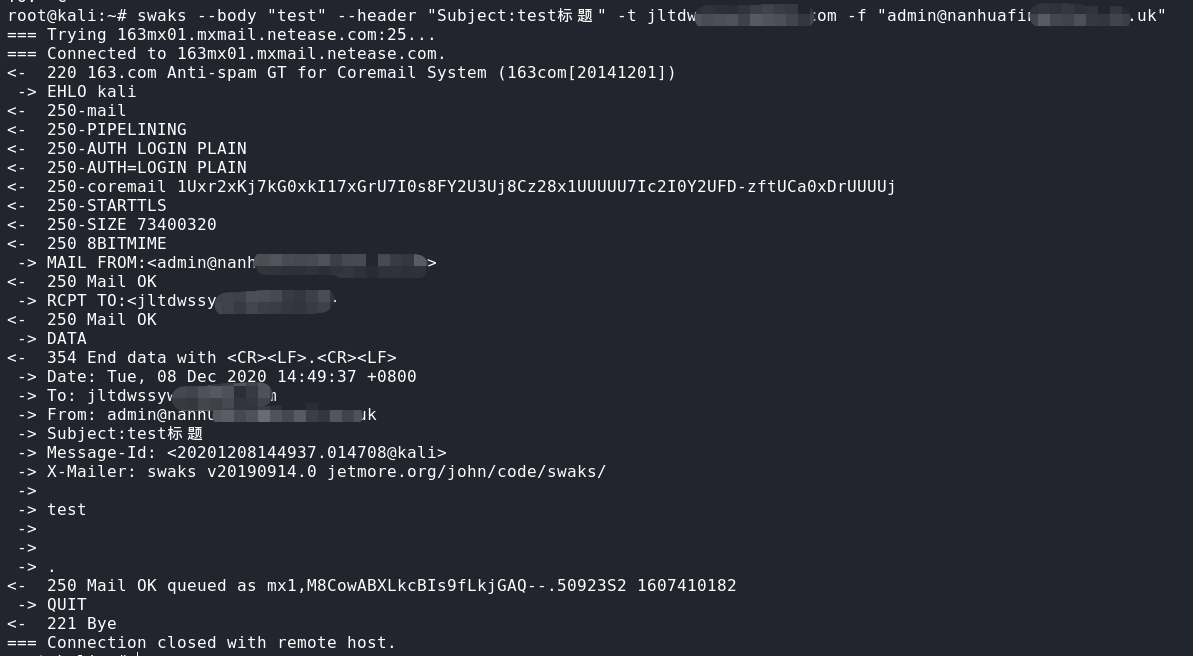 root@kali:~# swaks --body "test" --header "Subject:test标题" -t jltdw com -f "admin@nanhuafin .uk"
=== Trying 163mx01.mxmail.netease.com:25...
=== Connected to 163mx01.mxmail.netease.com.
<-  220 163.com Anti-spam GT for Coremail System (163com[20141201])
 -> EHLO kali
<-  250-mail
<-  250-PIPELINING
<-  250-AUTH LOGIN PLAIN
<-  250-AUTH=LOGIN PLAIN
<-  250-coremail 1Uxr2xKj7kG0xkI17xGrU7I0s8FY2U3Uj8Cz28x1UUUUU7Ic2I0Y2UFD-zftUCa0xDrUUUUj
<-  250-STARTTLS
<-  250-SIZE 73400320
<-  250 8BITMIME
 -> MAIL FROM:<admin@nanh >
<-  250 Mail OK
 -> RCPT TO:<jltdwssy
<-  250 Mail OK
 -> DATA
<-  354 End data with <CR><LF>.<CR><LF>
 -> Date: Tue, 08 Dec 2020 14:49:37 +0800
 -> To: jltdwssyw m
 -> From: admin@nanhu uk
 -> Subject:test标题
 -> Message-Id: <20201208144937.014708@kali>
 -> X-Mailer: swaks v20190914.0 jetmore.org/john/code/swaks/
 ->
 -> test
 ->
 ->
 -> .
<-  250 Mail OK queued as mx1,M8CowABXLkcBIs9fLkjGAQ--.50923S2 1607410182
 -> QUIT
<-  221 Bye
=== Connection closed with remote host.